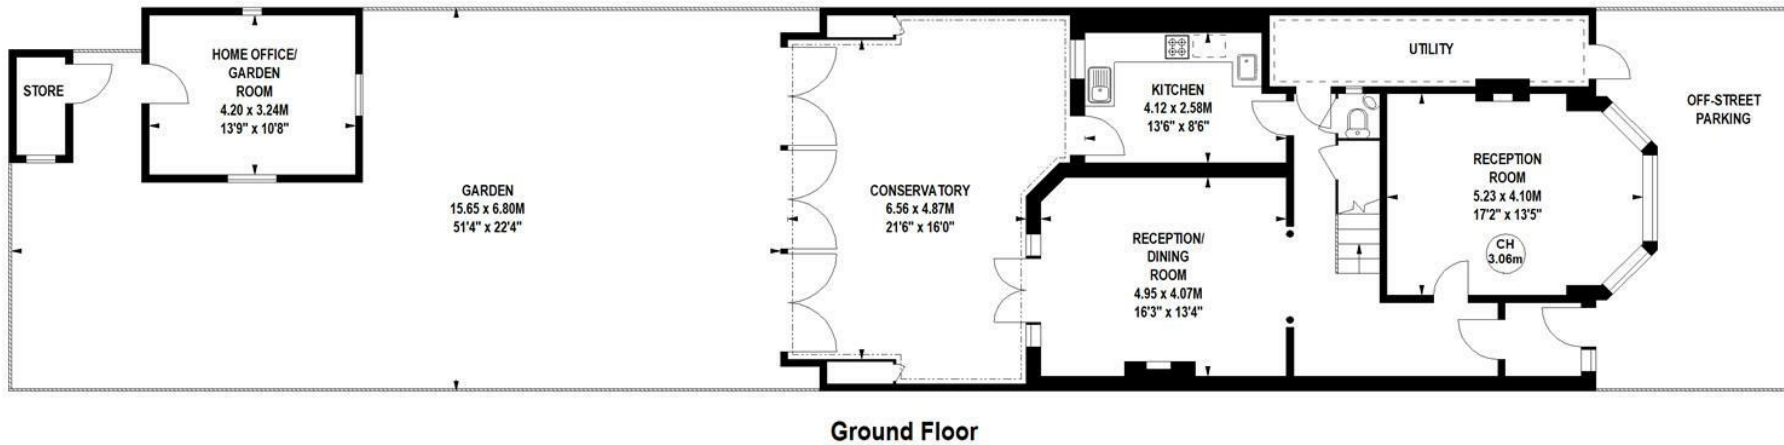 STORE
HOME OFFICE/
GARDEN
ROOM
4.20 x 3.24M
13'9" x 10'8"
GARDEN
15.65 x 6.80M
51'4" x 22'4"
CONSERVATORY
6.56 x 4.87M
21'6" x 16'0"
KITCHEN
4.12 x 2.58M
13'6" x 8'6"
RECEPTION/
DINING
ROOM
4.95 x 4.07M
16'3" x 13'4"
UTILITY
RECEPTION
ROOM
5.23 x 4.10M
17'2" x 13'5"
CH
3.06m
OFF-STREET
PARKING
Ground Floor